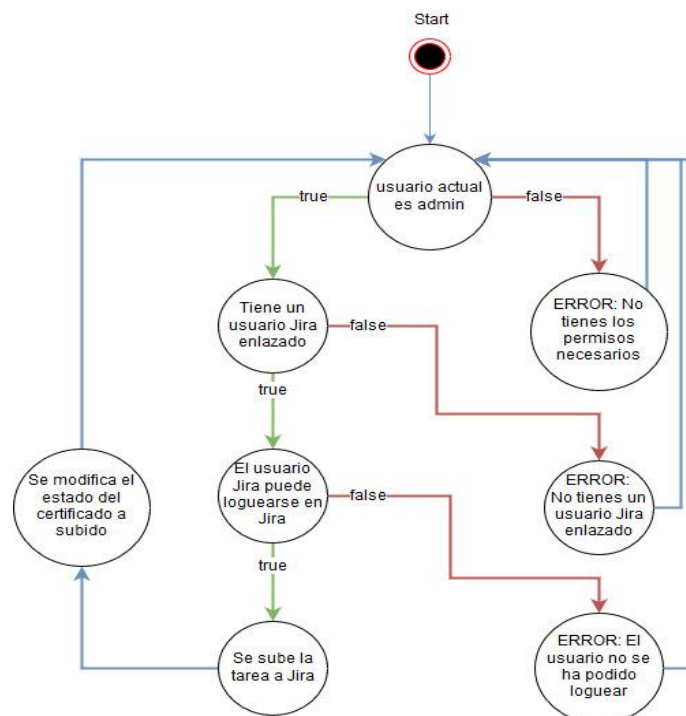 Start
usuario actual
es admin
true
false
Tiene un
usuario Jira
enlazado
false
ERROR: No
tienes los
permisos
necesarios
true
Se modifica el
estado del
certificado a
subido
El usuario
Jira puede
loguearse en
Jira
false
ERROR:
No tienes un
usuario Jira
enlazado
true
Se sube la
tarea a Jira
ERROR: El
usuario no se
ha podido
loguear